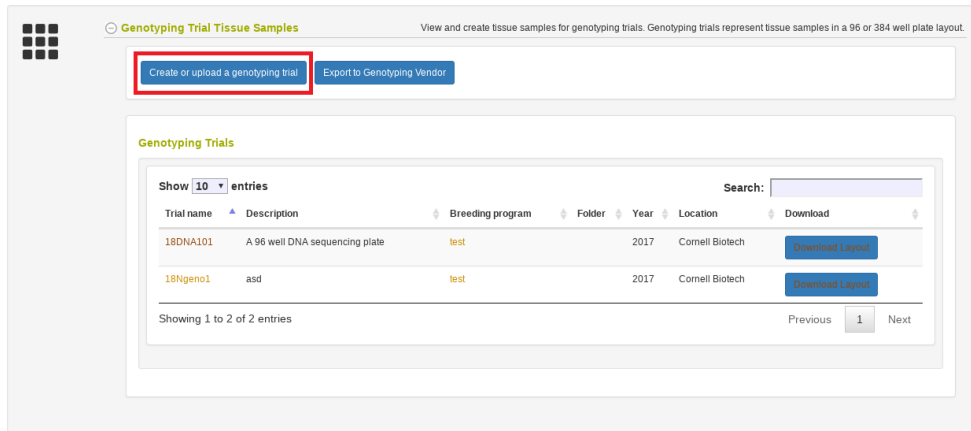 Genotyping Trial Tissue Samples View and create tissue samples for genotyping trials. Genotyping trials represent tissue samples in a 96 or 384 well plate layout.
Create or upload a genotyping trial Export to Genotyping Vendor
Genotyping Trials
Show 10 entries Search:
Trial name Description Breeding program Folder Year Location Download
18DNA101 A 96 well DNA sequencing plate test 2017 Cornell Biotech Download Layout
18Ngeno1 asd test 2017 Cornell Biotech Download Layout
Showing 1 to 2 of 2 entries Previous 1 Next